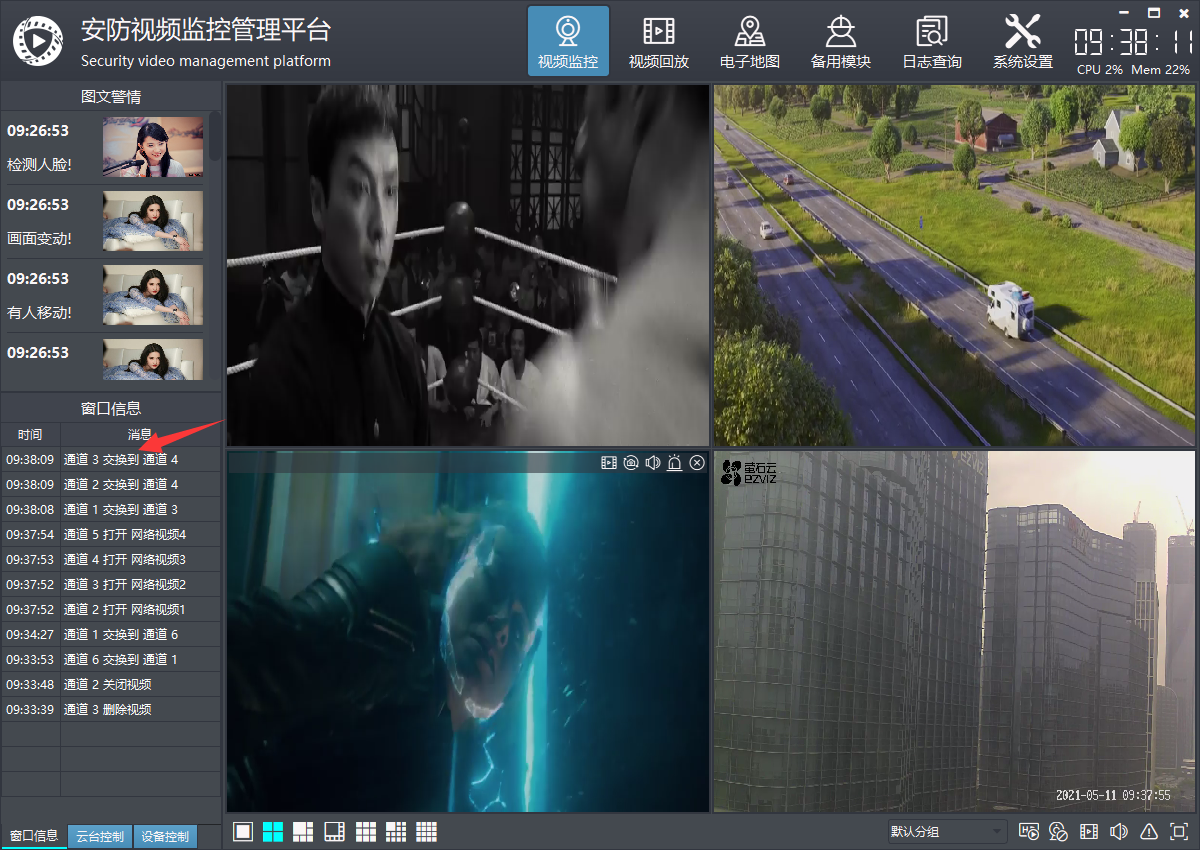 安防视频监控管理平台
Security video management platform
视频监控
视频回放
电子地图
备用模块
日志查询
系统设置
09:38:11
CPU 2% Mem 22%
图文警情
09:26:53
检测人脸!
09:26:53
画面变动!
09:26:53
有人移动!
09:26:53
窗口信息
时间 消息
09:38:09 通道 3 交换到 通道 4
09:38:09 通道 2 交换到 通道 4
09:38:08 通道 1 交换到 通道 3
09:37:54 通道 5 打开 网络视频4
09:37:53 通道 4 打开 网络视频3
09:37:52 通道 3 打开 网络视频2
09:37:52 通道 2 打开 网络视频1
09:34:27 通道 1 交换到 通道 6
09:33:53 通道 6 交换到 通道 1
09:33:48 通道 2 关闭视频
09:33:39 通道 3 删除视频
萤石云
EZVIZ
2021-05-11 09:37:55
窗口信息
云台控制
设备控制
默认分组